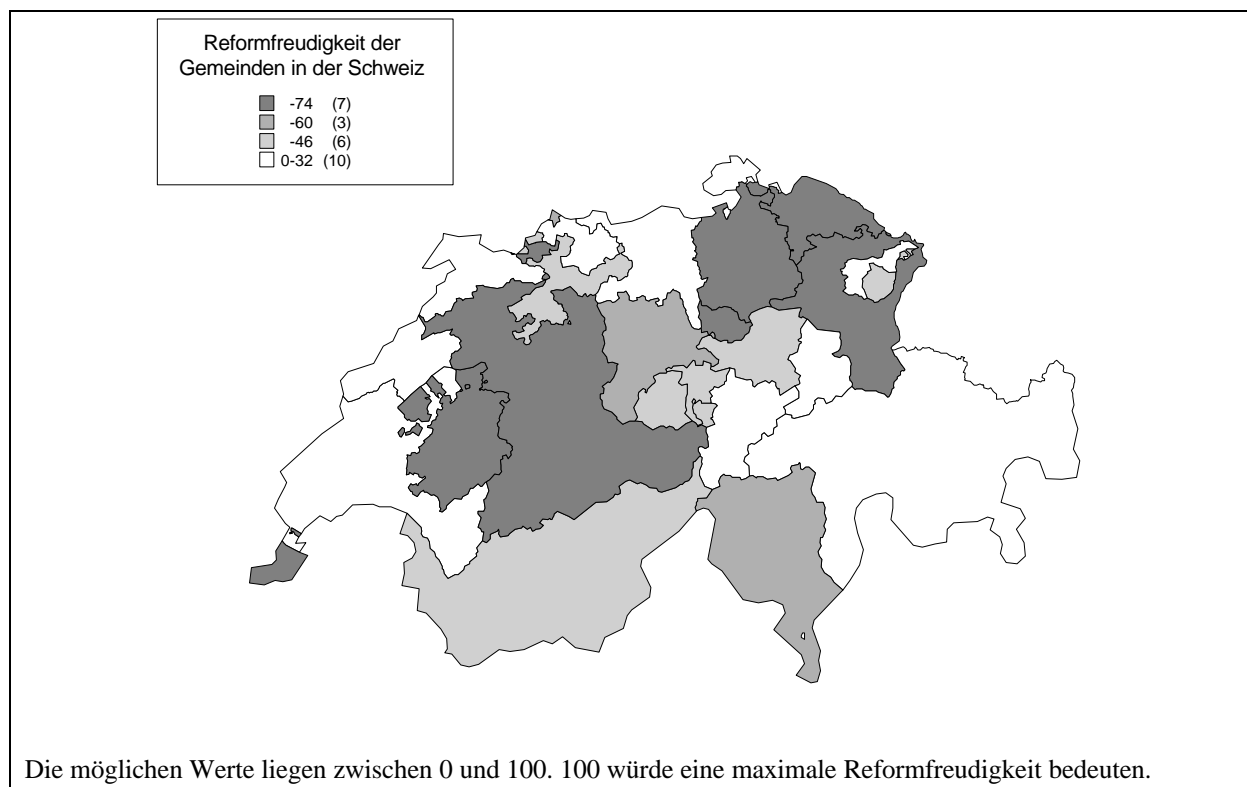 Reformfreudigkeit der
Gemeinden in der Schweiz
-74 (7)
-60 (3)
-46 (6)
0-32 (10)
Die möglichen Werte liegen zwischen 0 und 100. 100 würde eine maximale Reformfreudigkeit bedeuten.